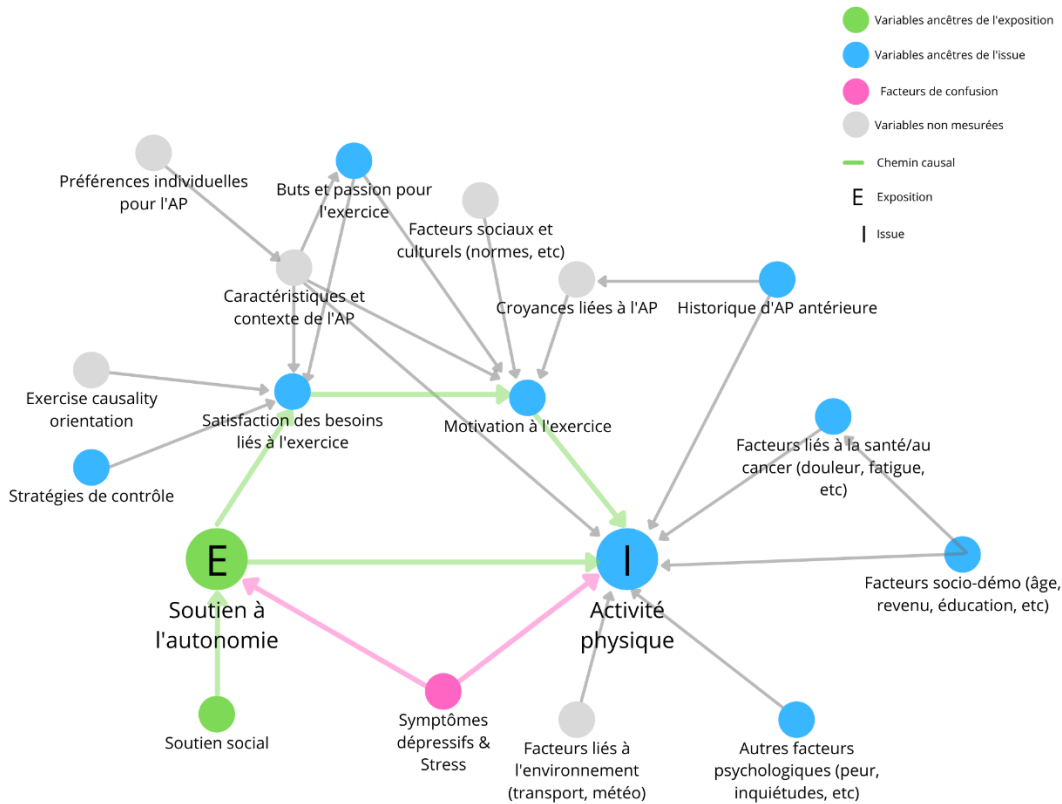 Variables ancêtres de l'exposition
Variables ancêtres de l'issue
Facteurs de confusion
Variables non mesurées
Chemin causal
E
Exposition
I
Issue
Préférences individuelles
pour l'AP
Buts et passion pour
l'exercice
Facteurs sociaux et
culturels (normes, etc)
Caractéristiques et
contexte de l'AP
Croyances liées à l'AP
Historique d'AP antérieure
Exercise causality
orientation
Satisfaction des besoins
liés à l'exercice
Motivation à l'exercice
Facteurs liés à la santé/au
cancer (douleur, fatigue,
etc)
Stratégies de contrôle
E
Soutien à
l'autonomie
I
Activité
physique
Facteurs socio-démo (âge,
revenu, éducation, etc)
Soutien social
Symptômes
dépressifs &
Stress
Facteurs liés à
l'environnement
(transport, météo)
Autres facteurs
psychologiques (peur,
inquiétudes, etc)